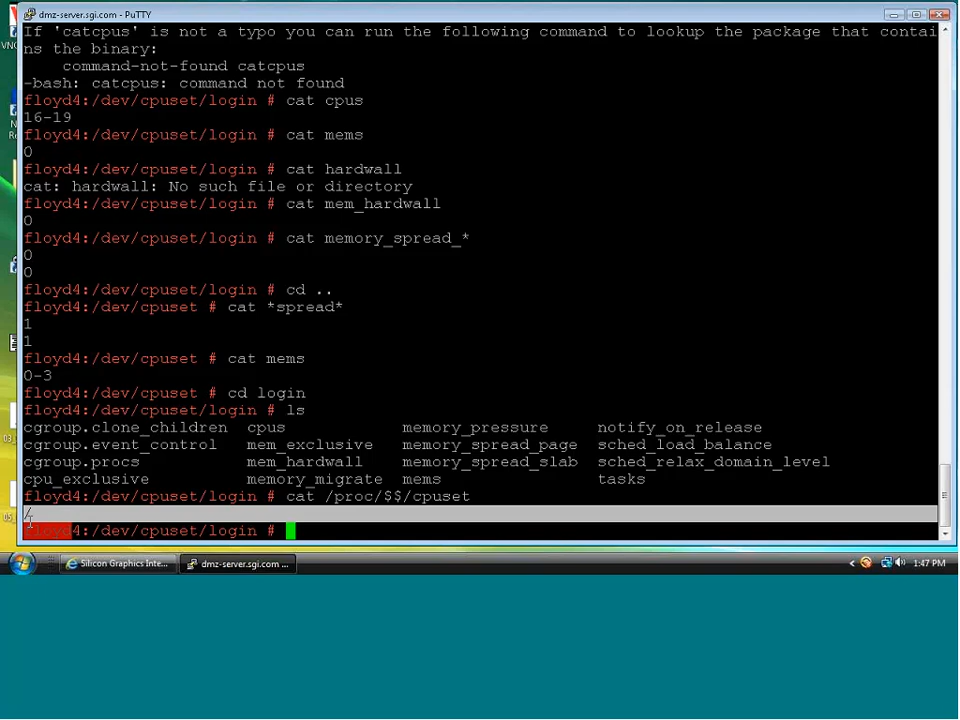 dmz-server.sgi.com - PuTTY
If 'catcpus' is not a typo you can run the following command to lookup the package that contai
ns the binary:
    command-not-found catcpus
-bash: catcpus: command not found
floyd4:/dev/cpuset/login # cat cpus
16-19
floyd4:/dev/cpuset/login # cat mems
0
floyd4:/dev/cpuset/login # cat hardwall
cat: hardwall: No such file or directory
floyd4:/dev/cpuset/login # cat mem_hardwall
0
floyd4:/dev/cpuset/login # cat memory_spread_*
0
0
floyd4:/dev/cpuset/login # cd ..
floyd4:/dev/cpuset # cat *spread*
1
1
floyd4:/dev/cpuset # cat mems
0-3
floyd4:/dev/cpuset # cd login
floyd4:/dev/cpuset/login # ls
cgroup.clone_children  cpus            memory_pressure      notify_on_release
cgroup.event_control   mem_exclusive   memory_spread_page   sched_load_balance
cgroup.procs           mem_hardwall    memory_spread_slab   sched_relax_domain_level
cpu_exclusive          memory_migrate  mems                 tasks
floyd4:/dev/cpuset/login # cat /proc/$$/cpuset
/
floyd4:/dev/cpuset/login #
Silicon Graphics Inte... dmz-server.sgi.com ... 1:47 PM